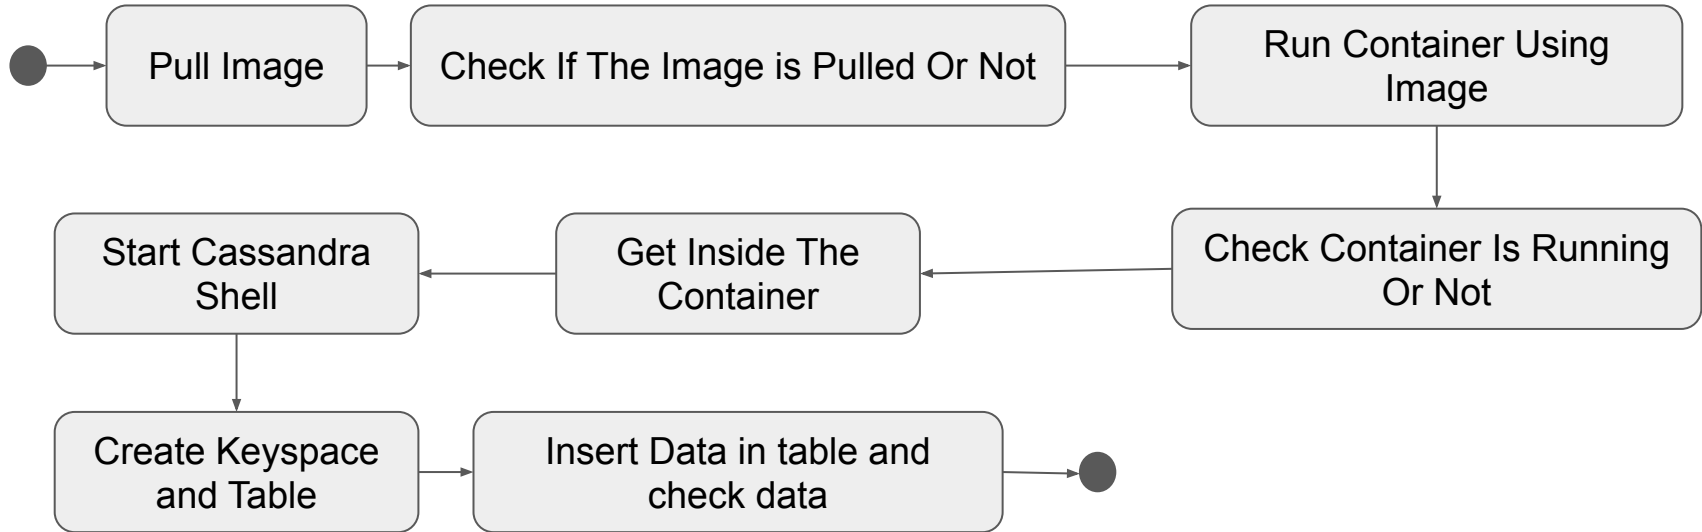 Pull Image
Check If The Image is Pulled Or Not
Run Container Using
Image
Check Container Is Running
Or Not
Get Inside The
Container
Start Cassandra
Shell
Create Keyspace
and Table
Insert Data in table and
check data